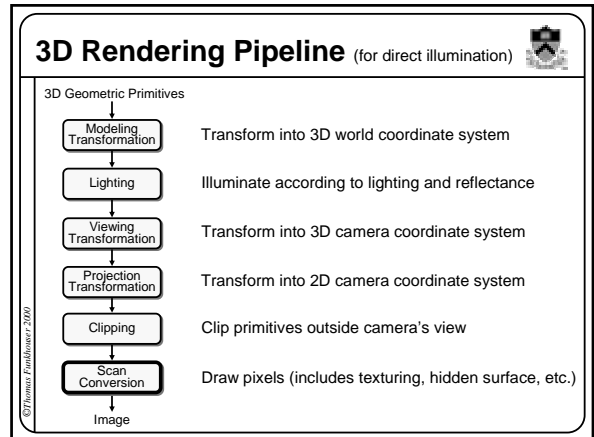 3D Rendering Pipeline (for direct illumination)
3D Geometric Primitives
Modeling
Transformation
Transform into 3D world coordinate system
Lighting
Illuminate according to lighting and reflectance
Viewing
Transformation
Transform into 3D camera coordinate system
Projection
Transformation
Transform into 2D camera coordinate system
Clipping
Clip primitives outside camera's view
Scan
Conversion
Draw pixels (includes texturing, hidden surface, etc.)
Image
©Thomas Funkhouser 2000